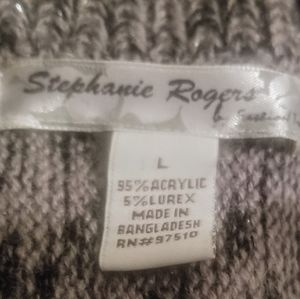 Stephanie Rogers
L
95% ACRYLIC
5% LUREX
MADE IN
BANGLADESH
RN#97510